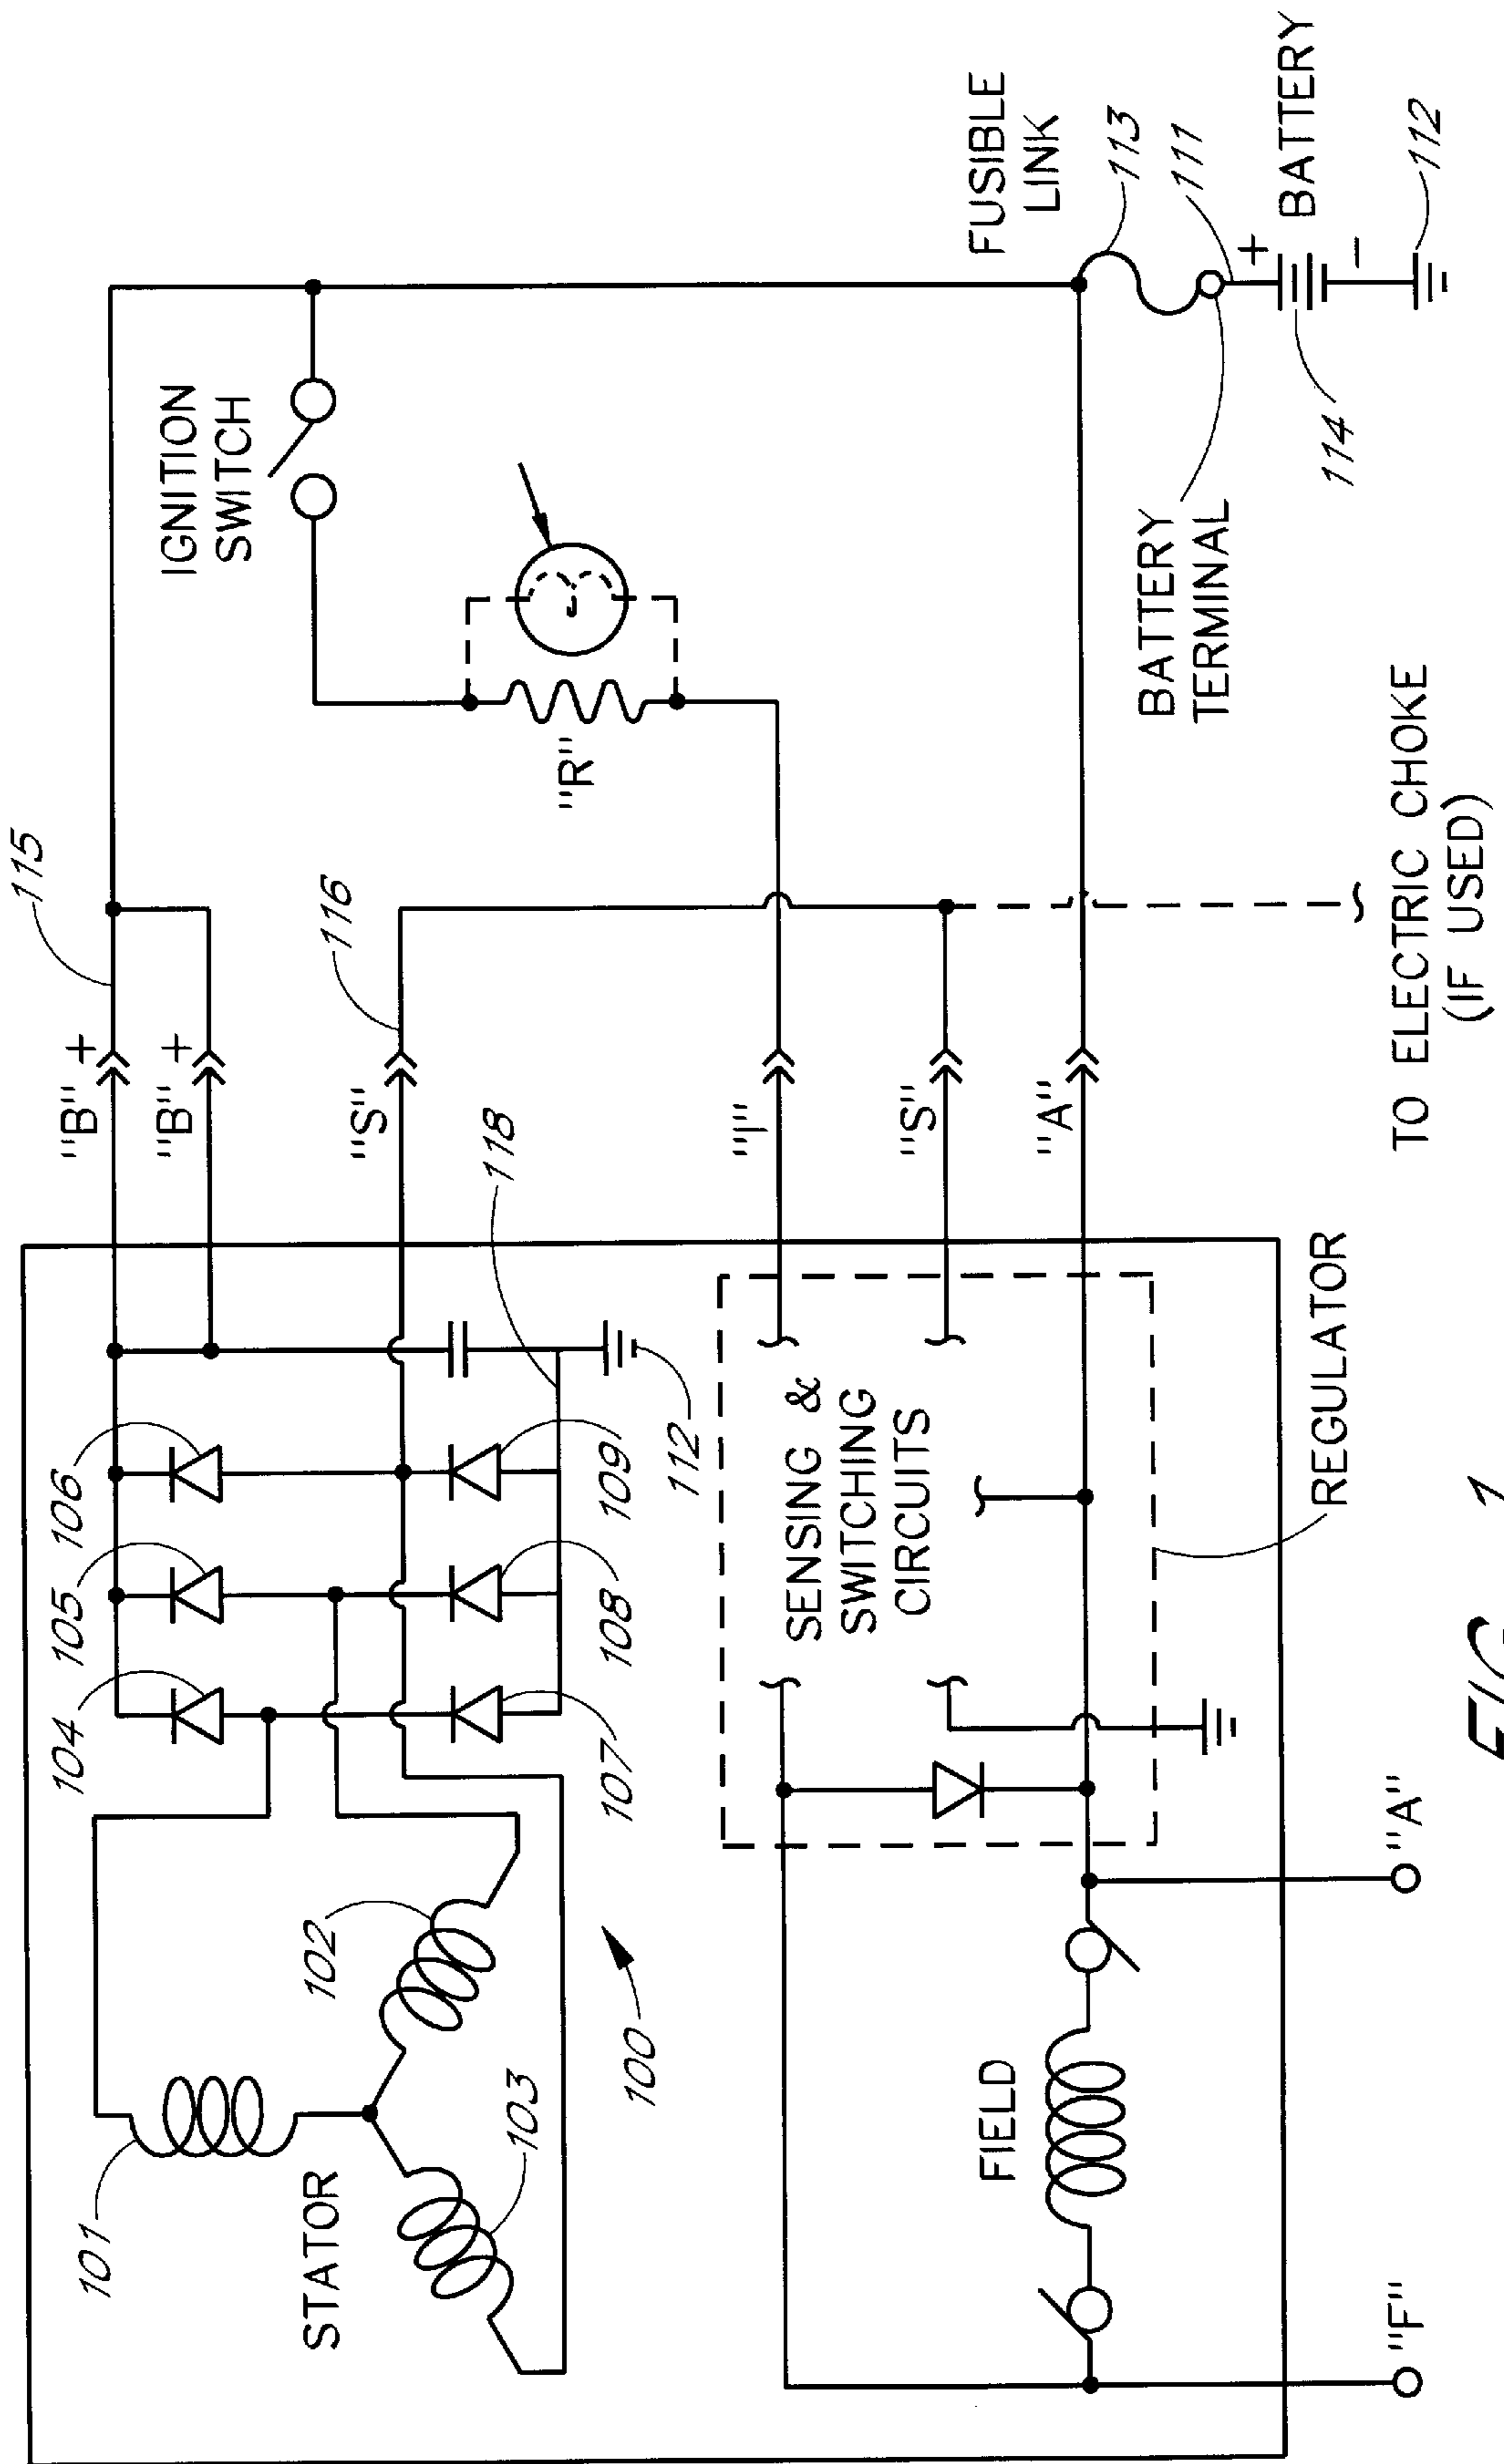 101
STATOR
102
103
100
104
105
106
107
108
109
112
118
"B" +
"B" +
"S"
115
116
IGNITION
SWITCH
"R"
"I"
"S"
"A"
SENSING &
SWITCHING
CIRCUITS
REGULATOR
FIELD
"F"
"A"
FUSIBLE
LINK
113
111
BATTERY
TERMINAL
114
+
-
BATTERY
112
TO ELECTRIC CHOKE
(IF USED)
FIG. 1